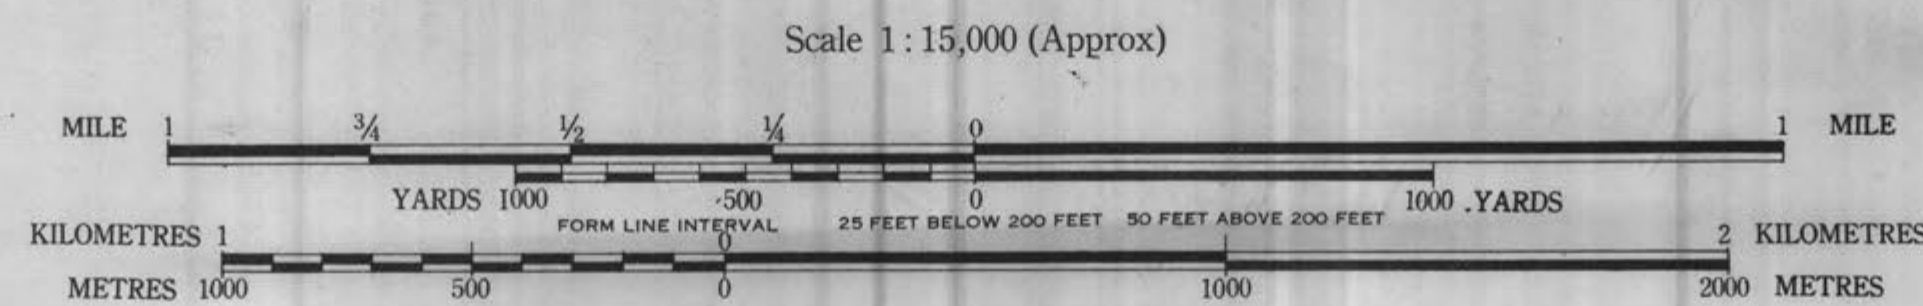 Scale 1 : 15,000 (Approx)
MILE 1 ¾ ½ ¼ 0 1 MILE
YARDS 1000 500 0 1000 YARDS
FORM LINE INTERVAL 25 FEET BELOW 200 FEET 50 FEET ABOVE 200 FEET
KILOMETRES 1 0 2 KILOMETRES
METRES 1000 500 0 1000 2000 METRES